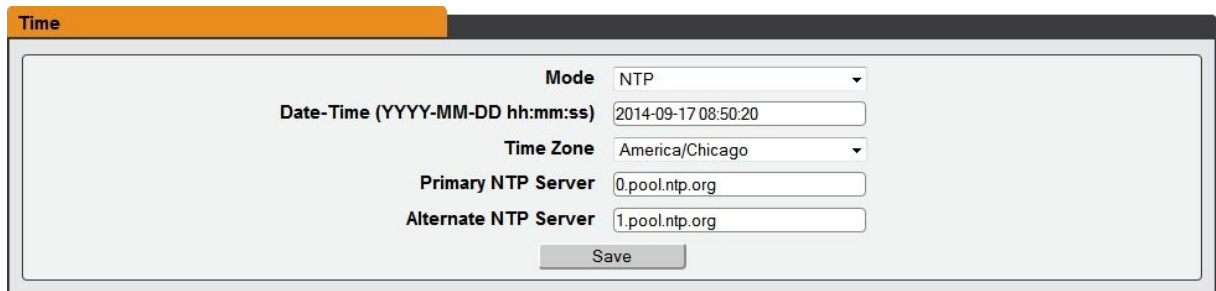 Time
Mode NTP
Date-Time (YYYY-MM-DD hh:mm:ss) 2014-09-17 08:50:20
Time Zone America/Chicago
Primary NTP Server 0.pool.ntp.org
Alternate NTP Server 1.pool.ntp.org
Save